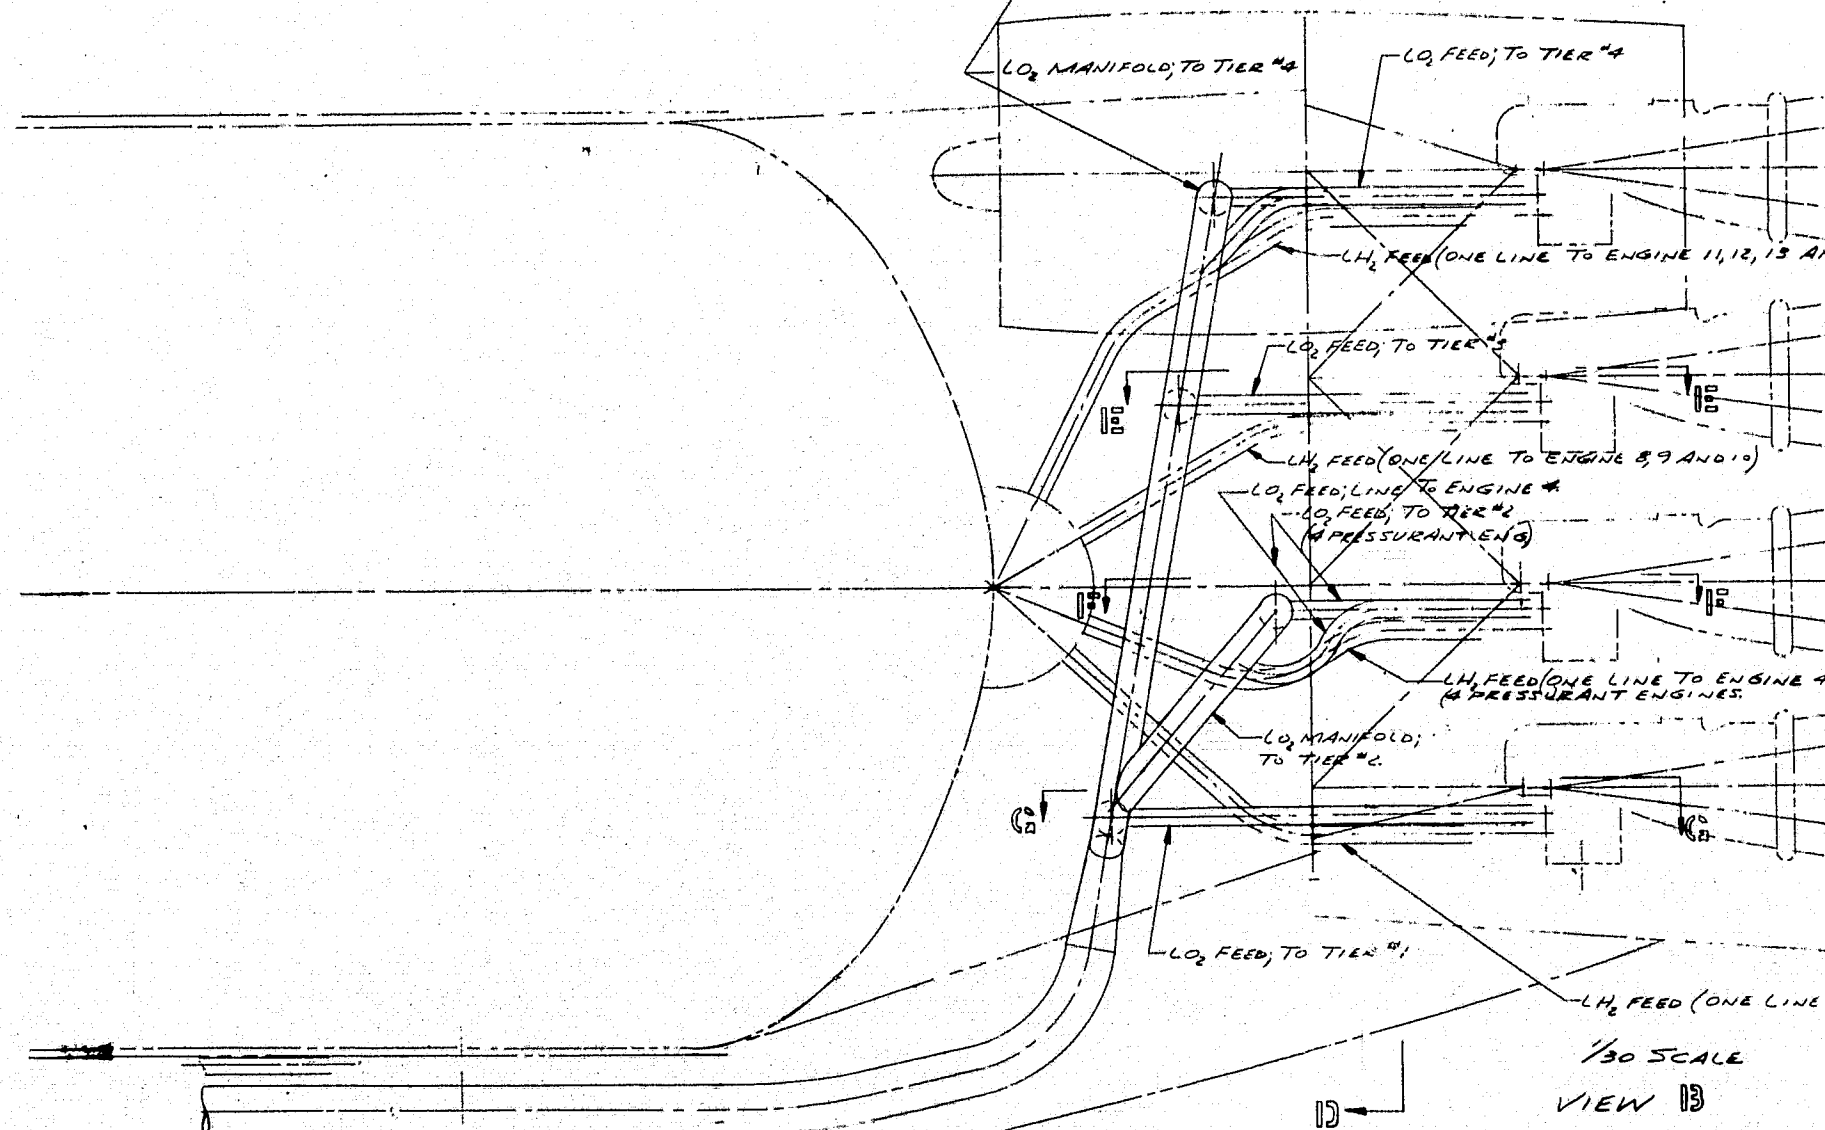 LO₂ MANIFOLD; TO TIER #4
LO₂ FEED; TO TIER #4
LH₂ FEED (ONE LINE TO ENGINE 11, 12, 13
LO₂ FEED; TO TIER #3
E
E
LH₂ FEED (ONE LINE TO ENGINE 8, 9 AND 10)
LO₂ FEED; LINE TO ENGINE 4.
LO₂ FEED; TO TIER #2
(4 PRESSURANT ENG)
F
F
LH₂ FEED (ONE LINE TO ENGINE 4
(4 PRESSURANT ENGINES.
LO₂ MANIFOLD;
TO TIER #2.
G
G
LO₂ FEED; TO TIER #1
LH₂ FEED (ONE LINE
1/30 SCALE
VIEW B
D